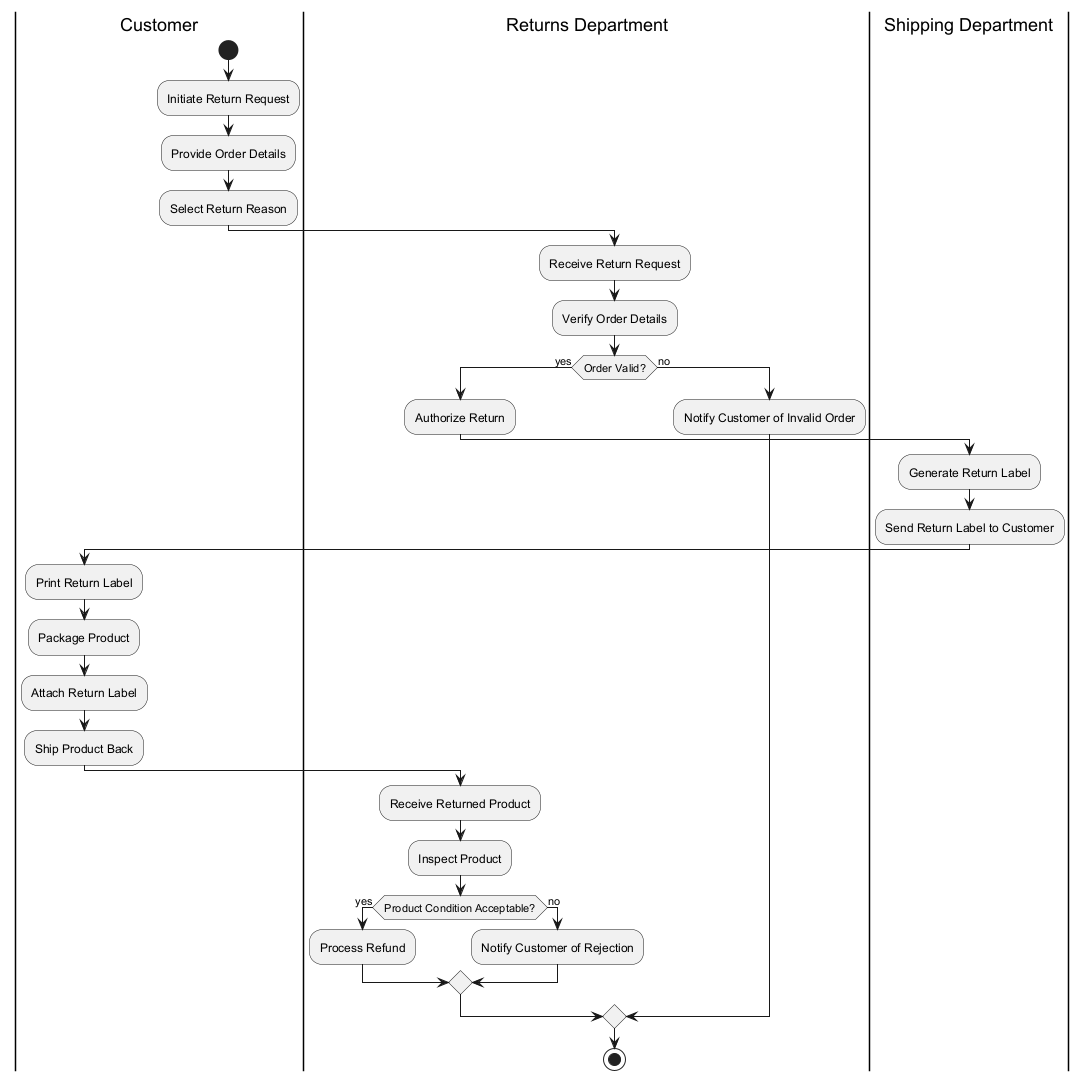 Customer
Returns Department
Shipping Department
Initiate Return Request
Provide Order Details
Select Return Reason
Receive Return Request
Verify Order Details
yes
Order Valid?
no
Authorize Return
Notify Customer of Invalid Order
Generate Return Label
Send Return Label to Customer
Print Return Label
Package Product
Attach Return Label
Ship Product Back
Receive Returned Product
Inspect Product
yes
Product Condition Acceptable?
no
Process Refund
Notify Customer of Rejection